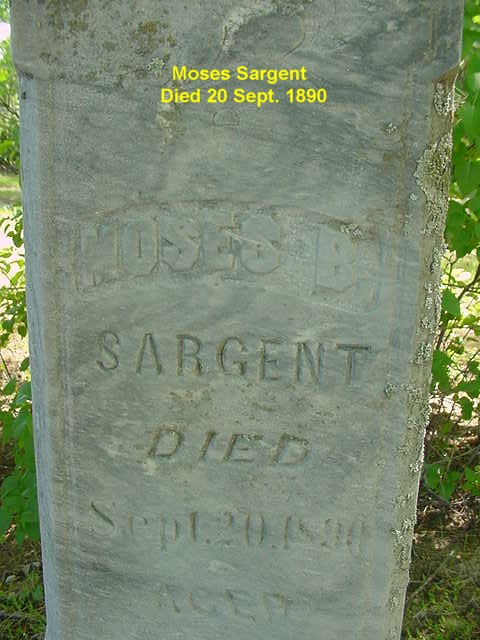 Moses Sargent
Died 20 Sept. 1890
MOSES B.
SARGENT
DIED
Sept. 20, 1890
AGED